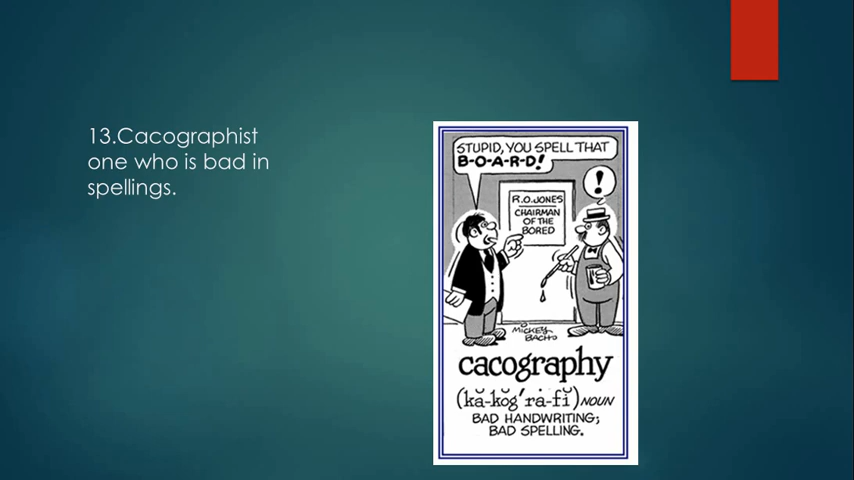 13.Cacographist
one who is bad in
spellings.
STUPID, YOU SPELL THAT
B-O-A-R-D!
!
R.O.JONES
CHAIRMAN
OF THE
BORED
MICKEY
BACH
cacography
(kă-kŏg′rȧ-fĭ) NOUN
BAD HANDWRITING;
BAD SPELLING.